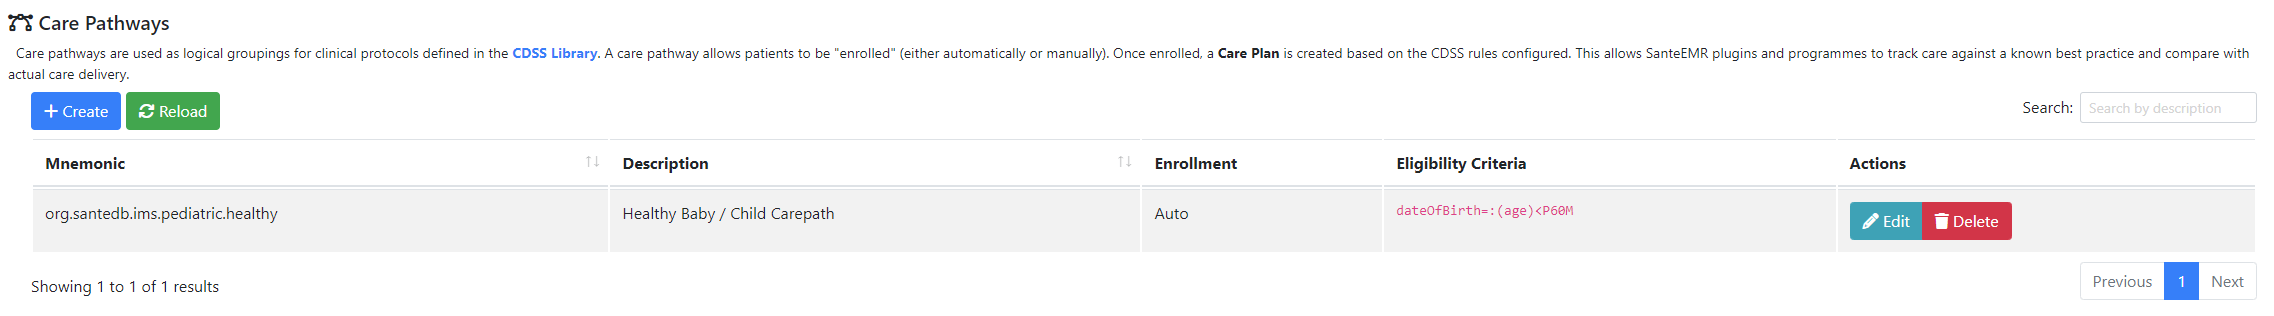 Care Pathways
Care pathways are used as logical groupings for clinical protocols defined in the CDSS Library. A care pathway allows patients to be "enrolled" (either automatically or manually). Once enrolled, a Care Plan is created based on the CDSS rules configured. This allows SanteEMR plugins and programmes to track care against a known best practice and compare with
actual care delivery.
Create Reload Search: Search by description
Mnemonic Description Enrollment Eligibility Criteria Actions
org.santedb.ims.pediatric.healthy Healthy Baby / Child Carepath Auto dateOfBirth=:(age)<P60M Edit Delete
Showing 1 to 1 of 1 results Previous 1 Next